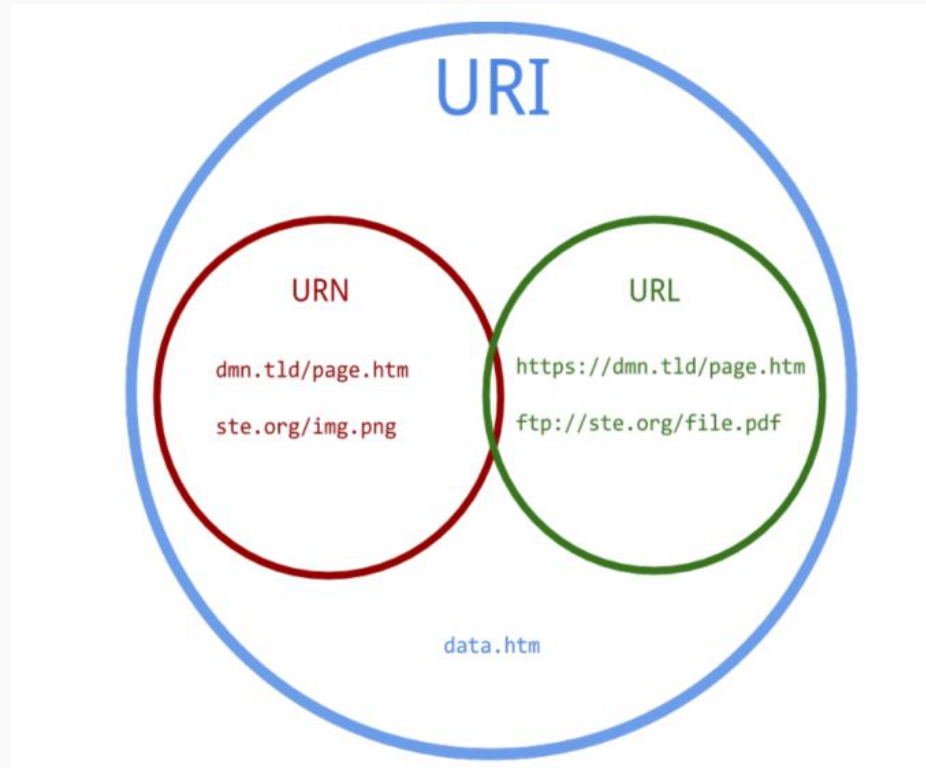 URI
URN
dmn.tld/page.htm
ste.org/img.png
URL
https://dmn.tld/page.htm
ftp://ste.org/file.pdf
data.htm